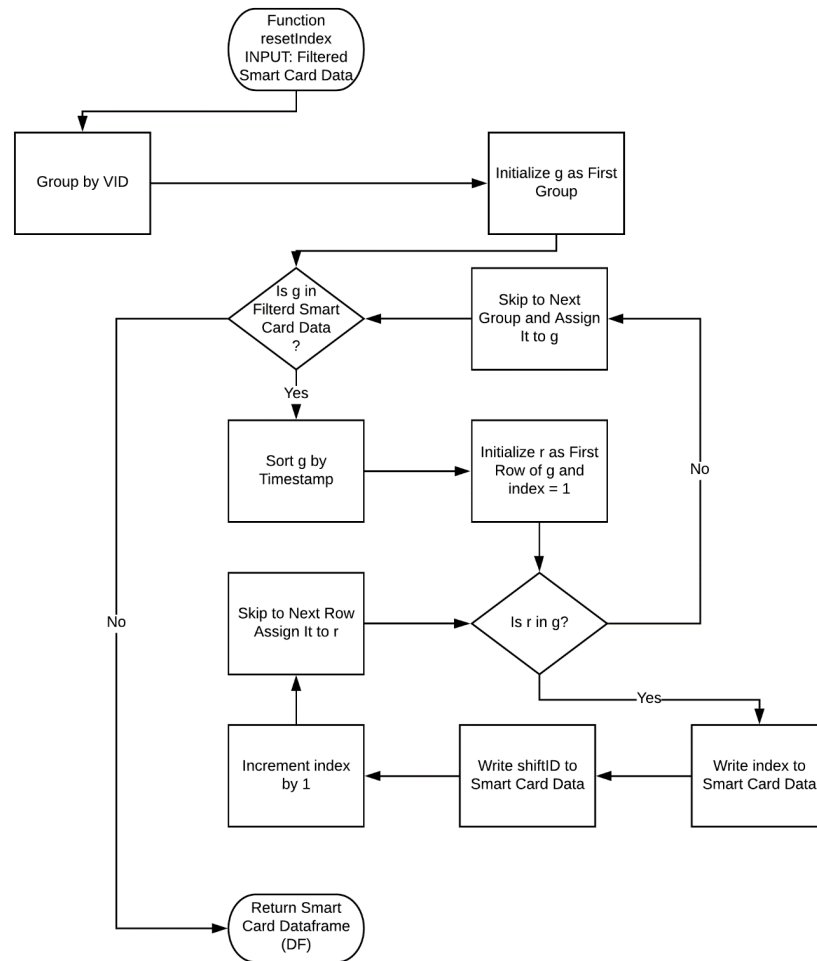 Function
resetIndex
INPUT: Filtered
Smart Card Data
Group by VID
Initialize g as First
Group
Is g in
Filterd Smart
Card Data
?
Skip to Next
Group and Assign
It to g
Yes
Sort g by
Timestamp
Initialize r as First
Row of g and
index = 1
No
Skip to Next Row
Assign It to r
Is r in g?
No
Yes
Increment index
by 1
Write shiftID to
Smart Card Data
Write index to
Smart Card Data
Return Smart
Card Dataframe
(DF)